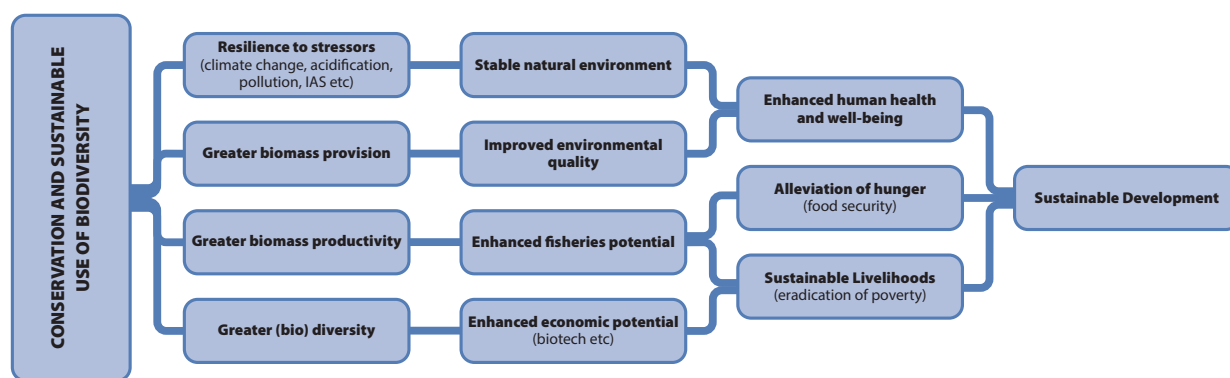 CONSERVATION AND SUSTAINABLE
USE OF BIODIVERSITY
Resilience to stressors
(climate change, acidification,
pollution, IAS etc)
Stable natural environment
Greater biomass provision
Improved environmental
quality
Greater biomass productivity
Enhanced fisheries potential
Greater (bio) diversity
Enhanced economic potential
(biotech etc)
Enhanced human health
and well-being
Alleviation of hunger
(food security)
Sustainable Livelihoods
(eradication of poverty)
Sustainable Development